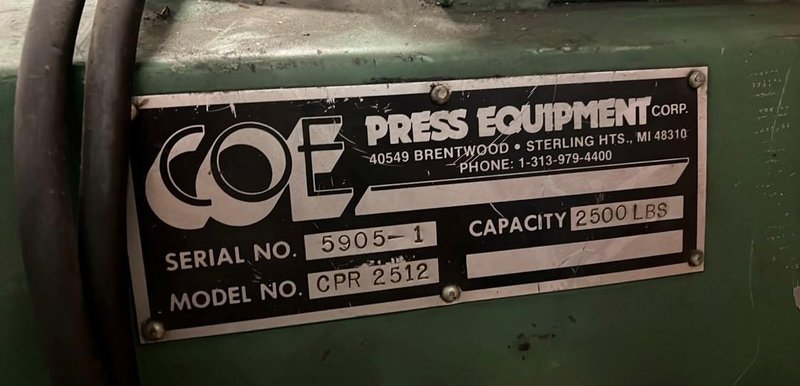 COE PRESS EQUIPMENT CORP.
40549 BRENTWOOD • STERLING HTS., MI 48310
PHONE: 1-313-979-4400
SERIAL NO. 5905-1
CAPACITY 2500 LBS
MODEL NO. CPR 2512